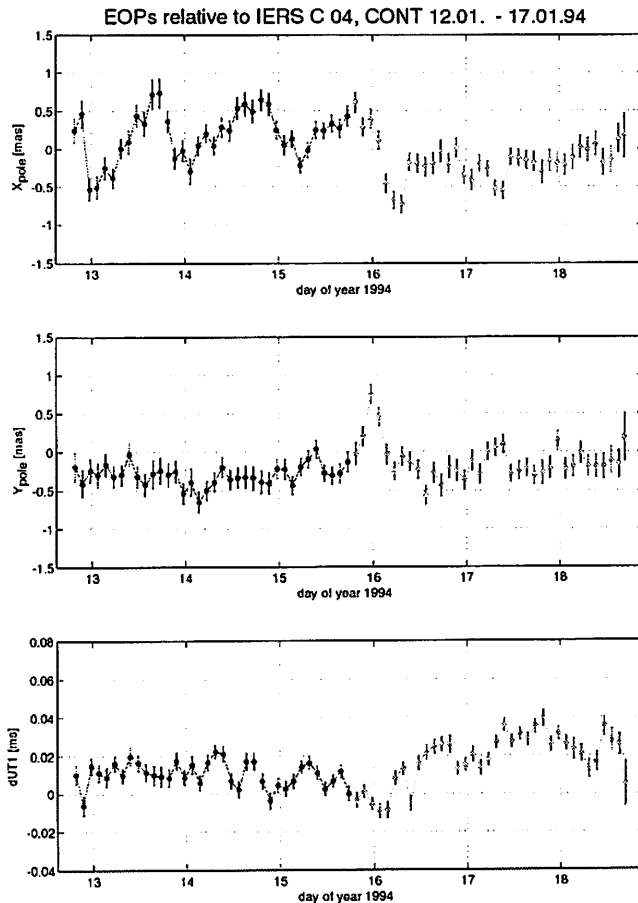 EOPs relative to IERS C 04, CONT 12.01. - 17.01.94
1.5
1
0.5
0
-0.5
-1
-1.5
X_pole [mas]
13 14 15 16 17 18
day of year 1994
1.5
1
0.5
0
-0.5
-1
-1.5
Y_pole [mas]
13 14 15 16 17 18
day of year 1994
0.08
0.06
0.04
0.02
0
-0.02
-0.04
dUT1 [ms]
13 14 15 16 17 18
day of year 1994